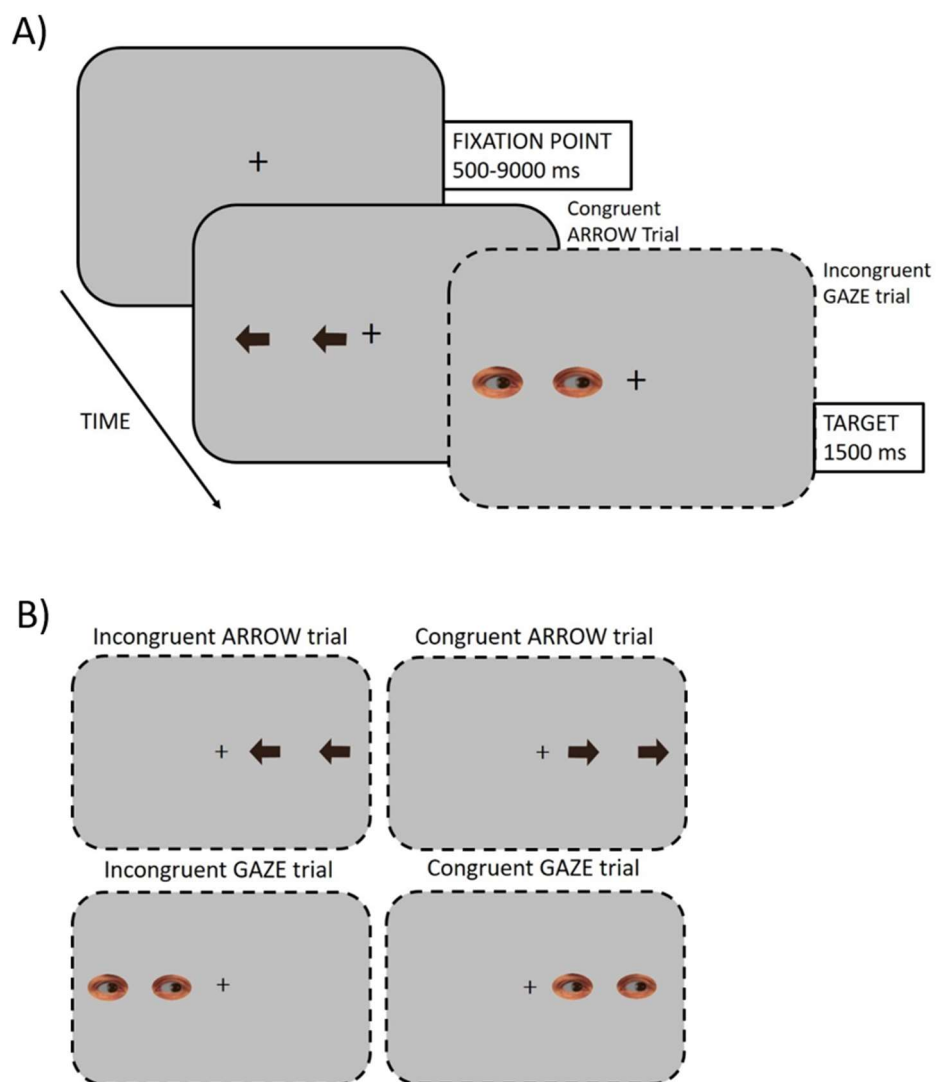 A)
FIXATION POINT
500-9000 ms
Congruent
ARROW Trial
Incongruent
GAZE trial
TIME
TARGET
1500 ms
B)
Incongruent ARROW trial
Congruent ARROW trial
Incongruent GAZE trial
Congruent GAZE trial